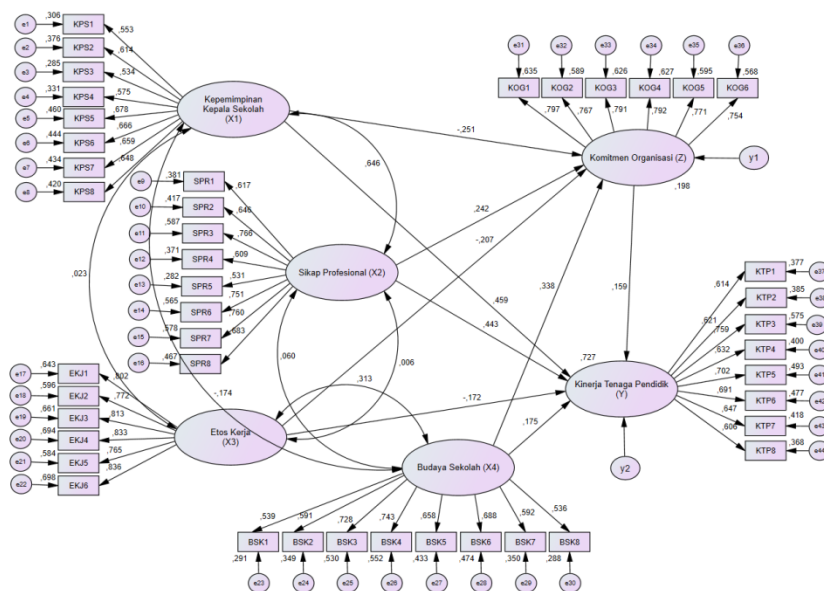 e1 ,306 KPS1 ,553
e2 ,376 KPS2 ,614
e3 ,285 KPS3 ,534
e4 ,331 KPS4 ,575
e5 ,460 KPS5 ,678
e6 ,444 KPS6 ,666
e7 ,434 KPS7 ,659
e8 ,420 KPS8 ,648
Kepemimpinan
Kepala Sekolah
(X1)
e31 e32 e33 e34 e35 e36
,635 ,589 ,626 ,627 ,595 ,568
KOG1 KOG2 KOG3 KOG4 KOG5 KOG6
,797 ,767 ,791 ,792 ,771 ,754
Komitmen Organisasi (Z)
y1
,198
-,251
,646
,242
-,207
,338
,159
,459
,443
e9 ,381 SPR1 ,617
e10 ,417 SPR2 ,646
e11 ,587 SPR3 ,766
e12 ,371 SPR4 ,609
e13 ,282 SPR5 ,531
e14 ,565 SPR6 ,751
e15 ,578 SPR7 ,760
e16 ,467 SPR8 ,683
Sikap Profesional (X2)
,023
,060
,006
-,174
,313
-,172
,175
KTP1 ,377 e37
KTP2 ,385 e38
KTP3 ,575 e39
KTP4 ,400 e40
KTP5 ,493 e41
KTP6 ,477 e42
KTP7 ,418 e43
KTP8 ,368 e44
,614
,621
,759
,632
,702
,691
,647
,606
,727
Kinerja Tenaga Pendidik
(Y)
y2
e17 ,643 EKJ1 ,802
e18 ,596 EKJ2 ,772
e19 ,661 EKJ3 ,813
e20 ,694 EKJ4 ,833
e21 ,584 EKJ5 ,765
e22 ,698 EKJ6 ,836
Etos Kerja
(X3)
Budaya Sekolah (X4)
,539 ,591 ,728 ,743 ,658 ,688 ,592 ,536
BSK1 BSK2 BSK3 BSK4 BSK5 BSK6 BSK7 BSK8
,291 ,349 ,530 ,552 ,433 ,474 ,350 ,288
e23 e24 e25 e26 e27 e28 e29 e30